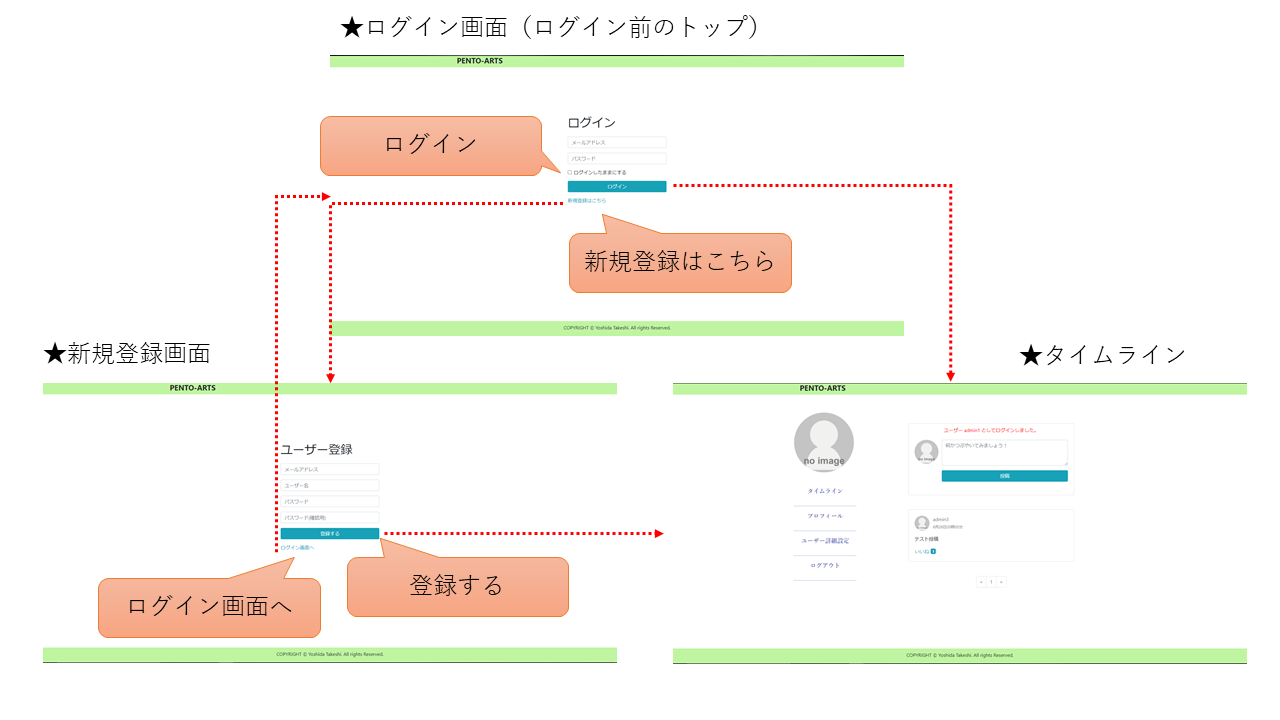 ★ログイン画面（ログイン前のトップ）
PENTO-ARTS
ログイン
ログイン
メールアドレス
パスワード
ログインしたままにする
ログイン
新規登録はこちら
新規登録はこちら
COPYRIGHT © Yoshida Takeshi. All rights Reserved.
★新規登録画面
PENTO-ARTS
ユーザー登録
メールアドレス
ユーザー名
パスワード
パスワード(確認用)
登録する
ログイン画面へ
ログイン画面へ
登録する
COPYRIGHT © Yoshida Takeshi. All rights Reserved.
★タイムライン
PENTO-ARTS
no image
タイムライン
プロフィール
ユーザー詳細設定
ログアウト
ユーザー admin1 としてログインしました。
no image
何かつぶやいてみましょう！
投稿
admin3
テスト投稿
いいね 1
« 1 »
COPYRIGHT © Yoshida Takeshi. All rights Reserved.